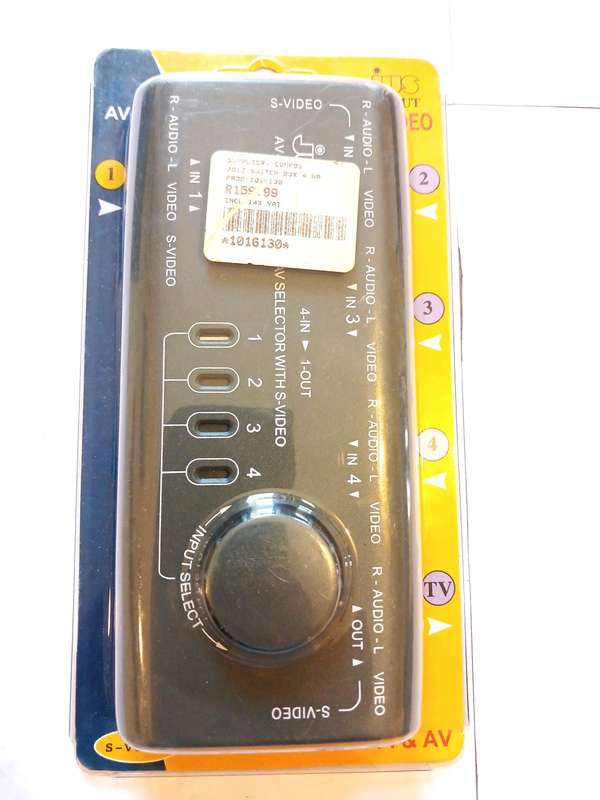 AV
R - AUDIO - L VIDEO S-VIDEO
▲ IN 1 ▲
S-VIDEO
▼ IN
R - AUDIO - L VIDEO
AV
SUPPLIER: COMP01
R159.99
INCL 14% VAT
*1016130*
AV SELECTOR WITH S-VIDEO
4-IN ► 1-OUT
▼ IN 3 ▼
R - AUDIO - L VIDEO
▼ IN 4 ▼
R - AUDIO - L VIDEO
▲ OUT ▲
R - AUDIO - L VIDEO
S-VIDEO
1
2
3
4
INPUT SELECT
1
2
3
4
TV
& AV